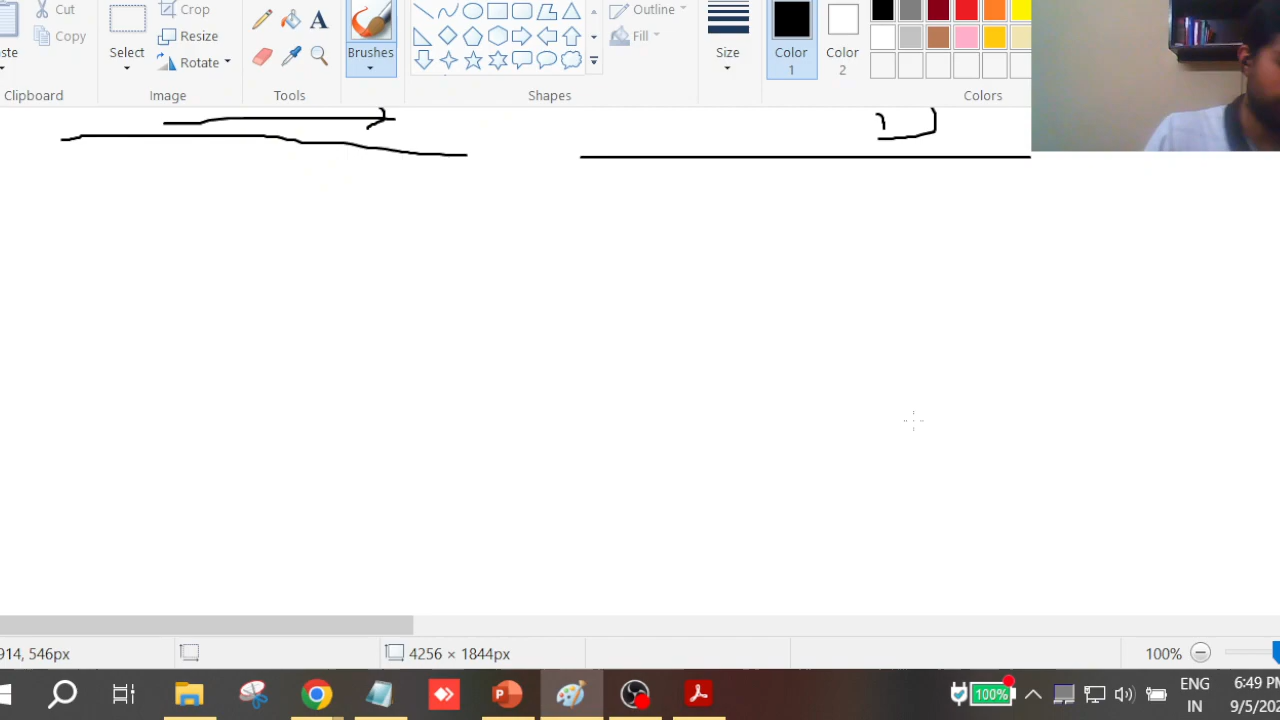 Cut
Crop
Outline
ste
Copy
Select
Resize
Brushes
Fill
Size
Color
1
Color
2
Rotate
Clipboard
Image
Tools
Shapes
Colors
914, 546px
4256 × 1844px
100%
100%
ENG
IN
6:49 PM
9/5/202